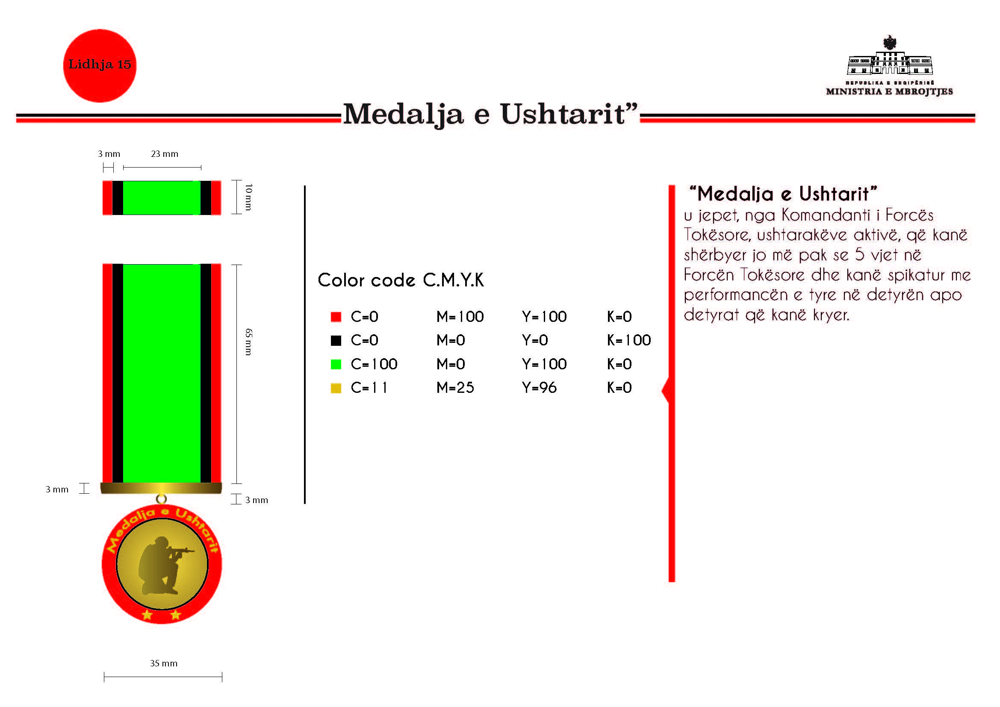 Lidhja 15
REPUBLIKA E SHQIPËRISË
MINISTRIA E MBROJTJES
Medalja e Ushtarit”
3 mm
23 mm
10 mm
65 mm
3 mm
3 mm
Medalja e Ushtarit
35 mm
Color code C.M.Y.K
C=0 M=100 Y=100 K=0
C=0 M=0 Y=0 K=100
C=100 M=0 Y=100 K=0
C=11 M=25 Y=96 K=0
“Medalja e Ushtarit”
u jepet, nga Komandanti i Forcës
Tokësore, ushtarakëve aktivë, që kanë
shërbyer jo më pak se 5 vjet në
Forcën Tokësore dhe kanë spikatur me
performancën e tyre në detyrën apo
detyrat që kanë kryer.